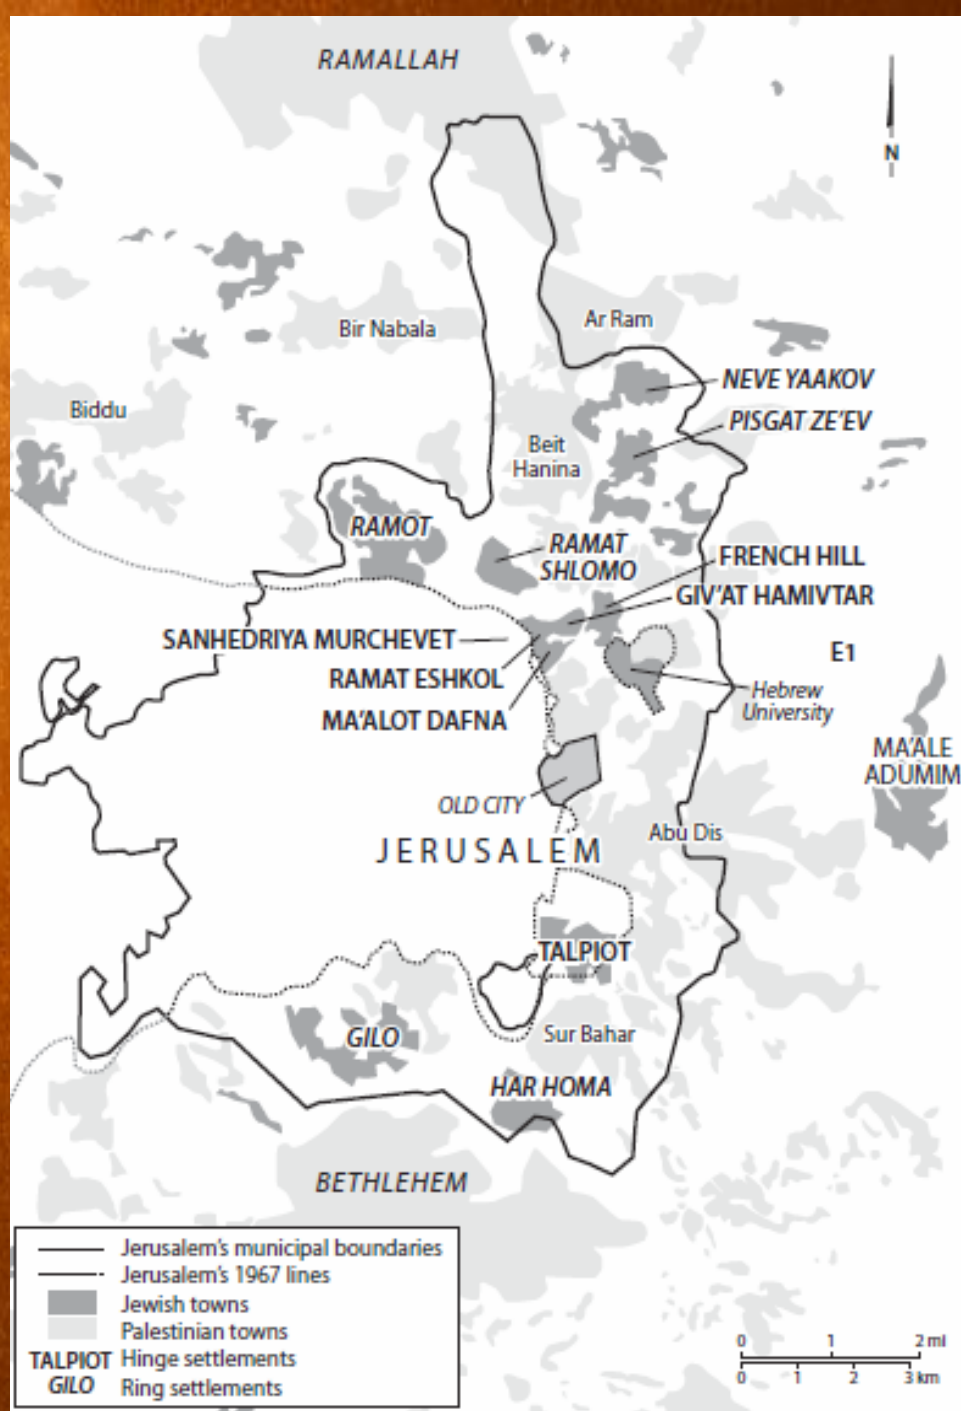 RAMALLAH
N
Ar Ram
Bir Nabala
NEVE YAAKOV
Biddu
PISGAT ZE'EV
Beit
Hanina
RAMOT
RAMAT
SHLOMO
FRENCH HILL
GIV'AT HAMIVTAR
SANHEDRIYA MURCHEVET
E1
RAMAT ESHKOL
Hebrew
University
MA'ALOT DAFNA
MA'ALE
ADUMIM
OLD CITY
Abu Dis
JERUSALEM
TALPIOT
Sur Bahar
GILO
HAR HOMA
BETHLEHEM
Jerusalem's municipal boundaries
Jerusalem's 1967 lines
Jewish towns
Palestinian towns
TALPIOT Hinge settlements
GILO Ring settlements
0 1 2 mi
0 1 2 3 km